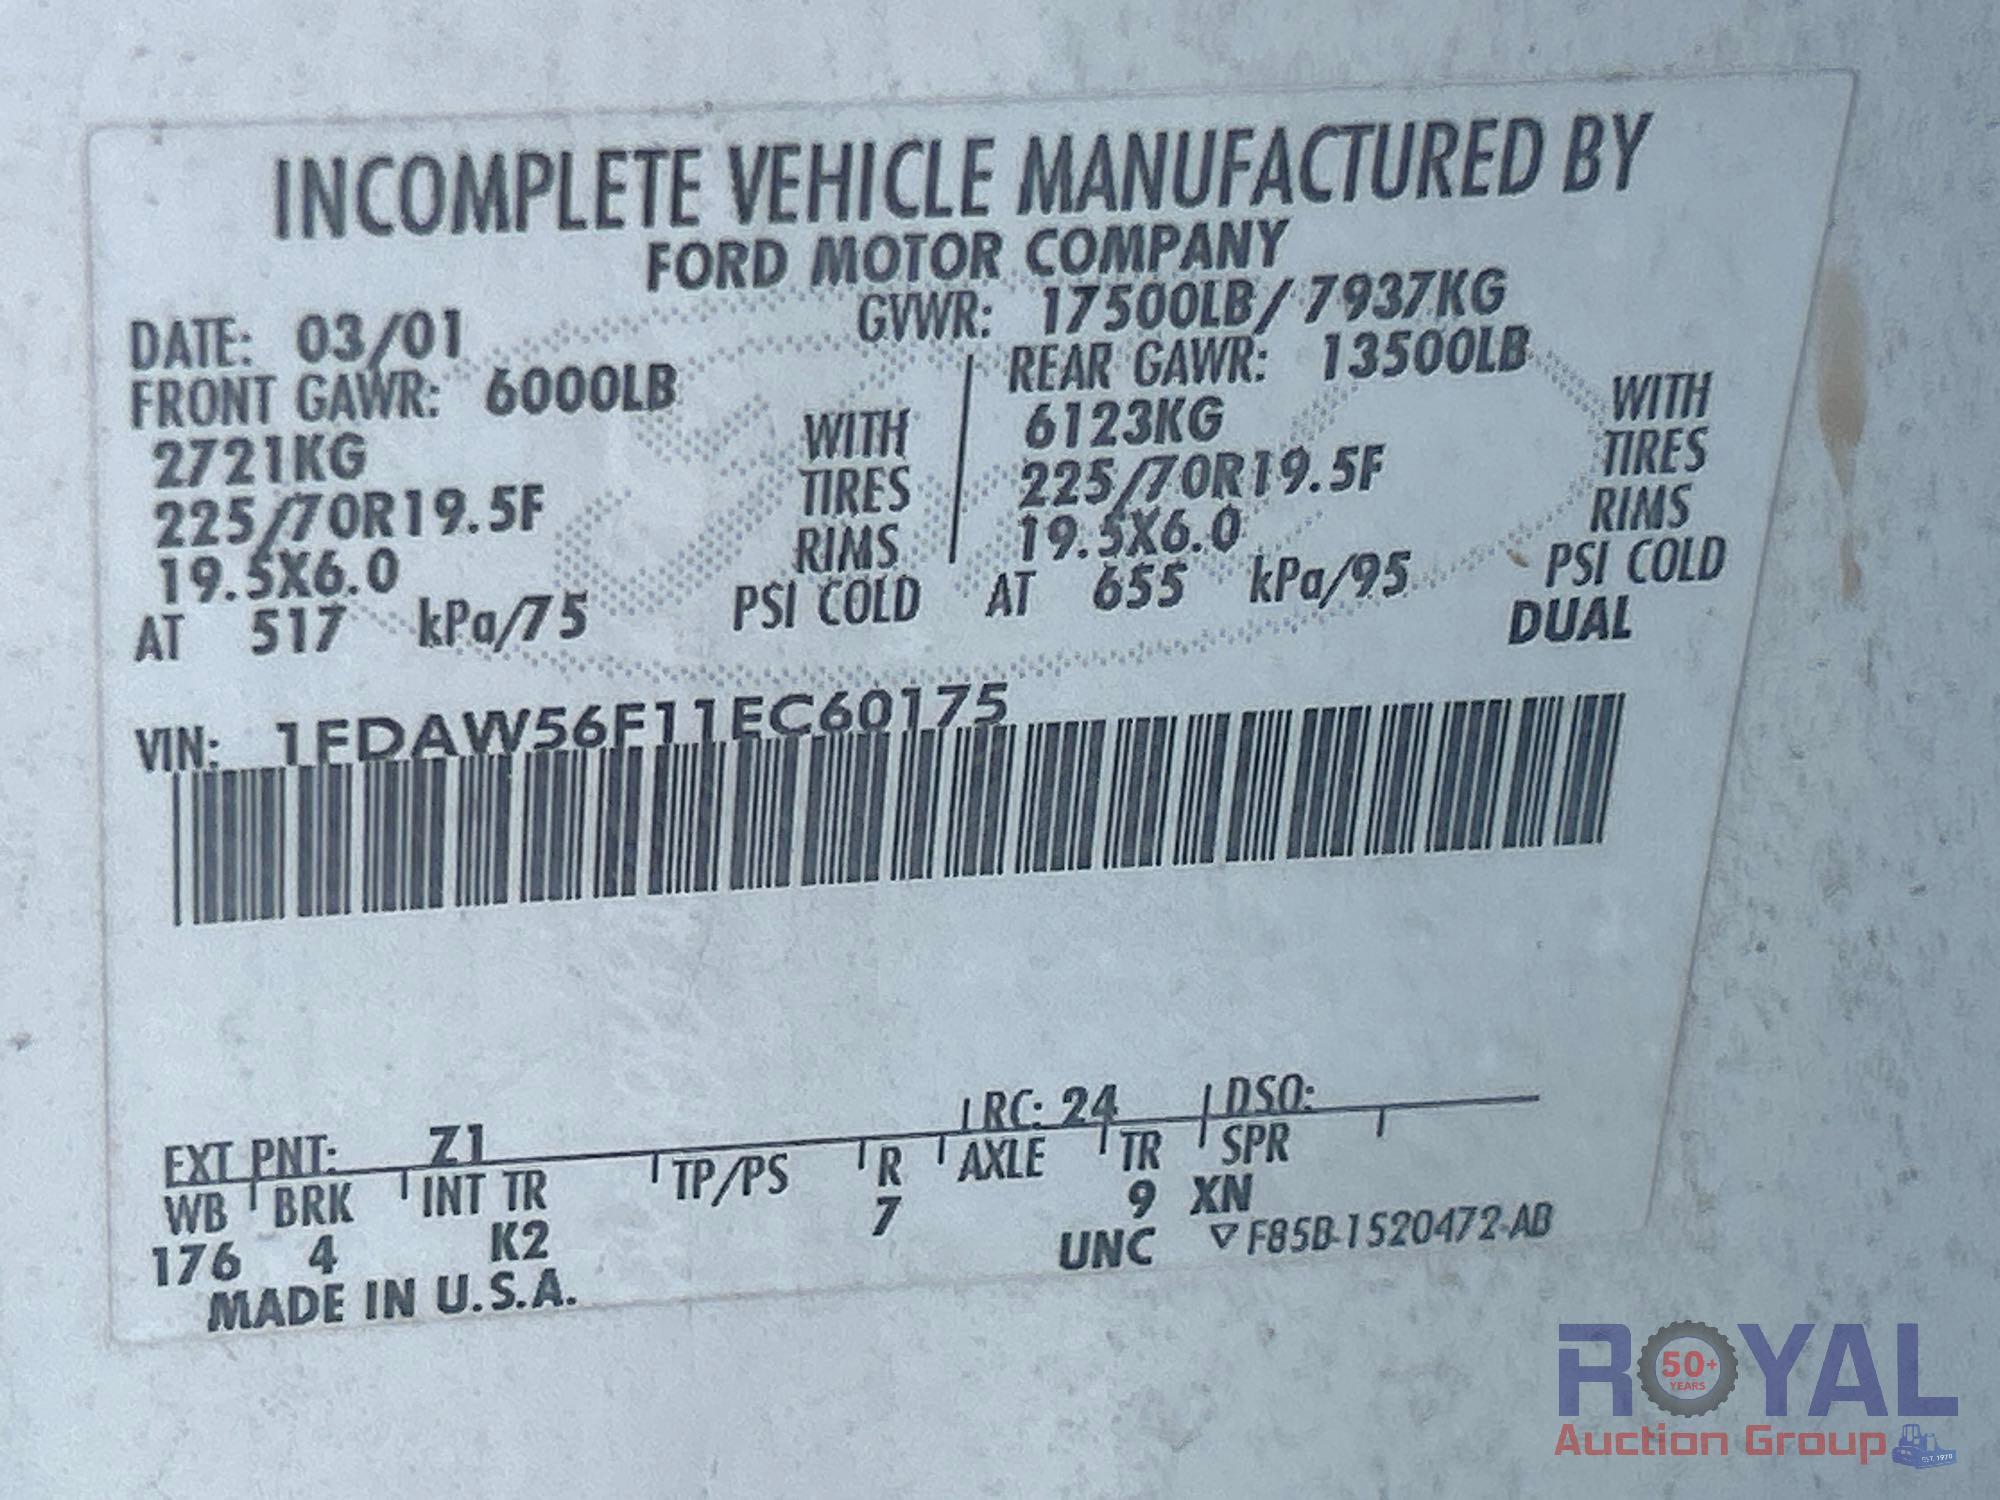 INCOMPLETE VEHICLE MANUFACTURED BY
FORD MOTOR COMPANY
DATE: 03/01 GVWR: 17500LB/ 7937KG
FRONT GAWR: 6000LB REAR GAWR: 13500LB
2721KG WITH 6123KG WITH
225/70R19.5F TIRES 225/70R19.5F TIRES
19.5X6.0 RIMS 19.5X6.0 RIMS
AT 517 kPa/75 PSI COLD AT 655 kPa/95 PSI COLD
DUAL
VIN: 1FDAW56F11EC60175
EXT PNT: Z1 RC: 24 DSO:
WB BRK INT TR TP/PS R AXLE TR SPR
176 4 K2 7 9 XN
MADE IN U.S.A. UNC ▽F85B-1520472-AB
ROYAL
50+
YEARS
Auction Group
EST. 1970